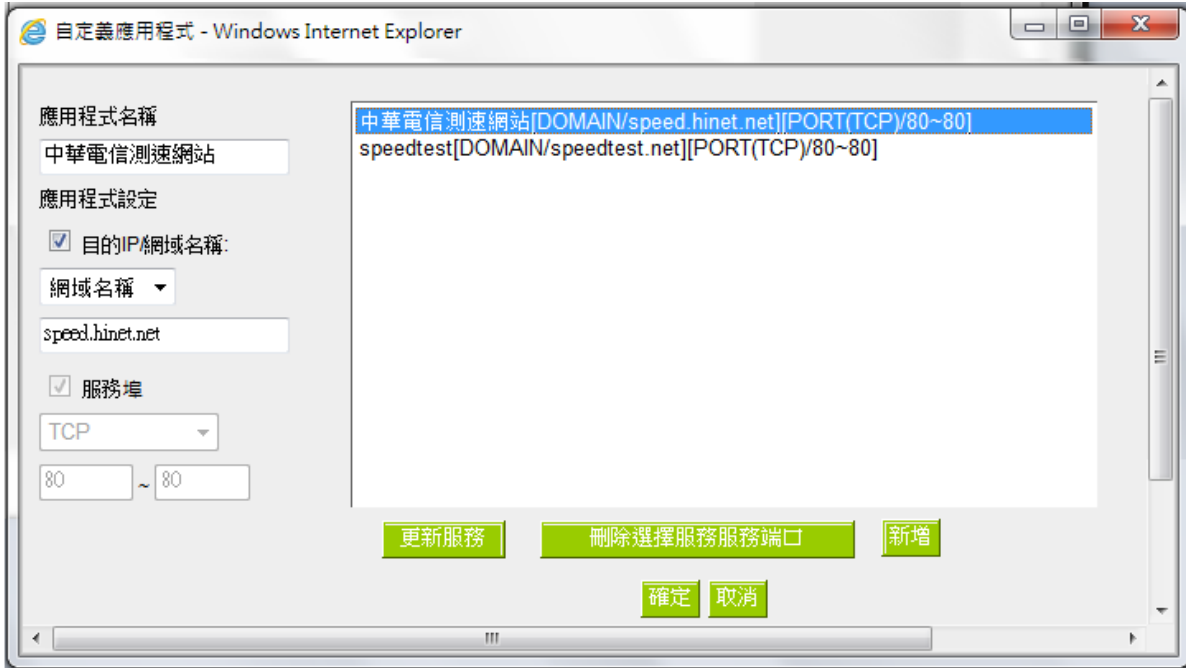 自定義應用程式 - Windows Internet Explorer
應用程式名稱
中華電信測速網站
應用程式設定
目的IP/網域名稱:
網域名稱
speed.hinet.net
服務埠
TCP
80 ~ 80
中華電信測速網站[DOMAIN/speed.hinet.net][PORT(TCP)/80~80]
speedtest[DOMAIN/speedtest.net][PORT(TCP)/80~80]
更新服務 刪除選擇服務服務端口 新增
確定 取消